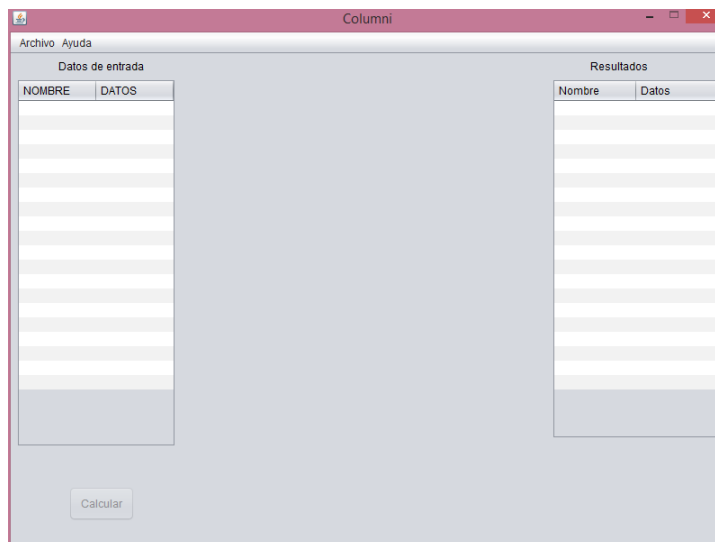 Columni
Archivo Ayuda
Datos de entrada
Resultados
NOMBRE DATOS
Nombre Datos
Calcular